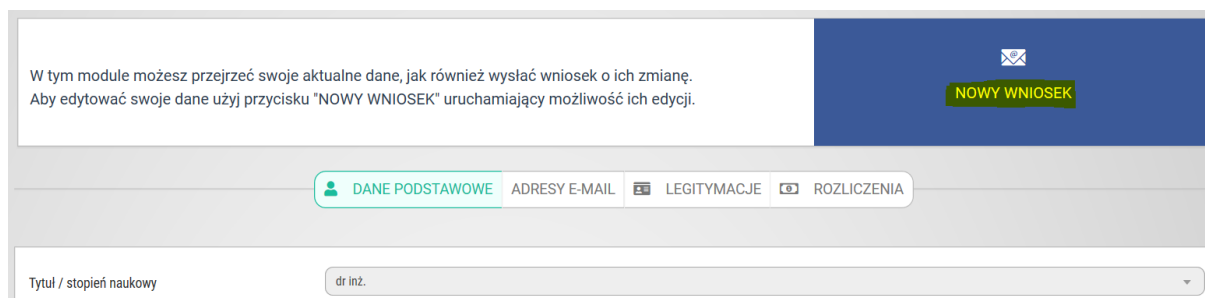 W tym module możesz przejrzeć swoje aktualne dane, jak również wysłać wniosek o ich zmianę.
Aby edytować swoje dane użyj przycisku "NOWY WNIOSEK" uruchamiający możliwość ich edycji.
NOWY WNIOSEK
DANE PODSTAWOWE ADRESY E-MAIL LEGITYMACJE ROZLICZENIA
Tytuł / stopień naukowy dr inż.